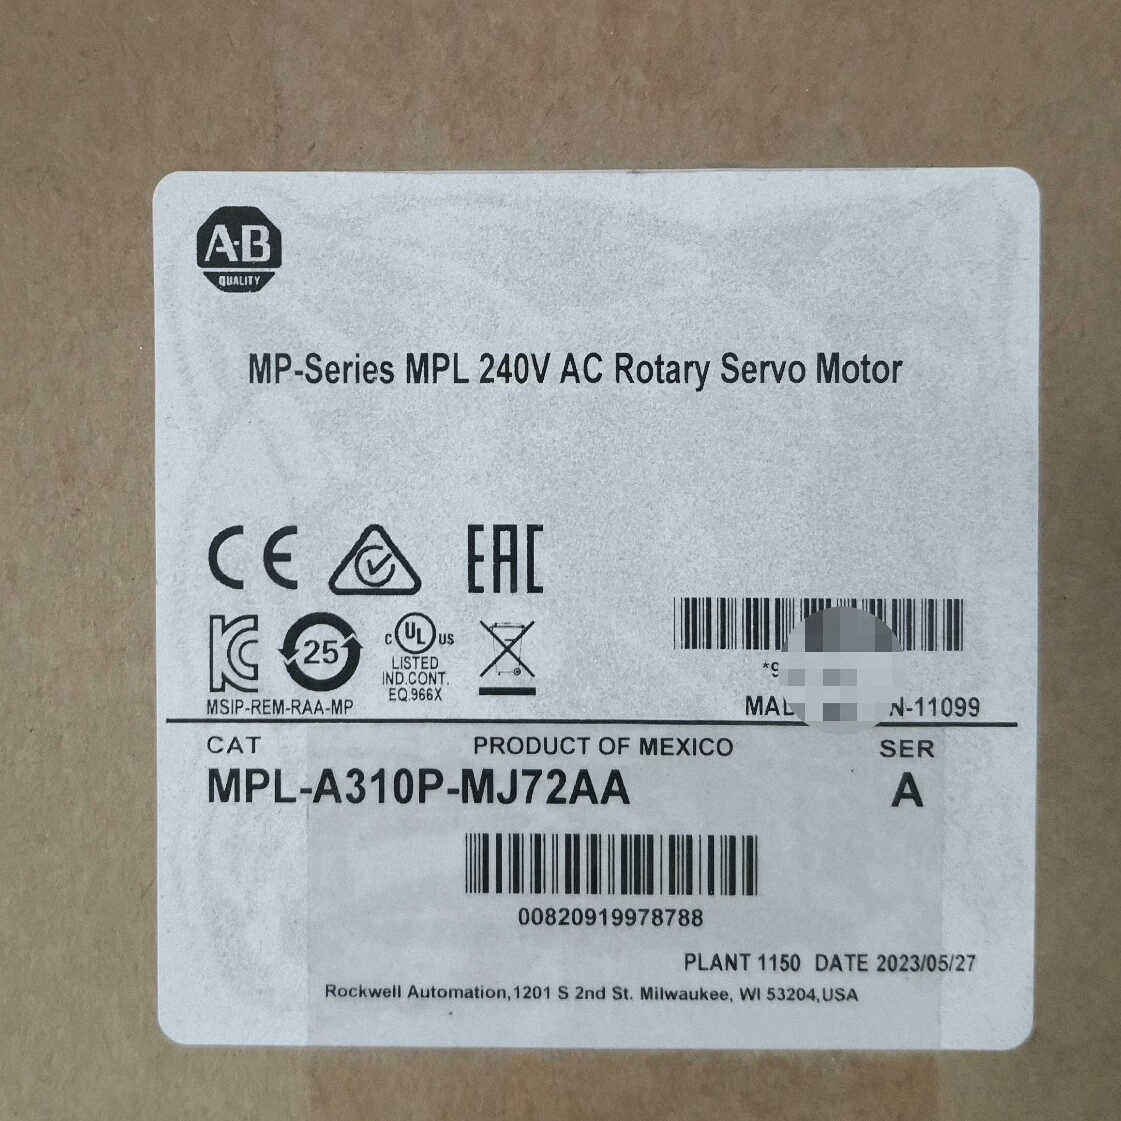 A·B
QUALITY
MP-Series MPL 240V AC Rotary Servo Motor
CE
EAC
25
C UL US
LISTED
IND.CONT.
EQ.966X
MSIP-REM-RAA-MP
N-11099
CAT PRODUCT OF MEXICO SER
MPL-A310P-MJ72AA A
00820919978788
PLANT 1150 DATE 2023/05/27
Rockwell Automation,1201 S 2nd St. Milwaukee, WI 53204,USA